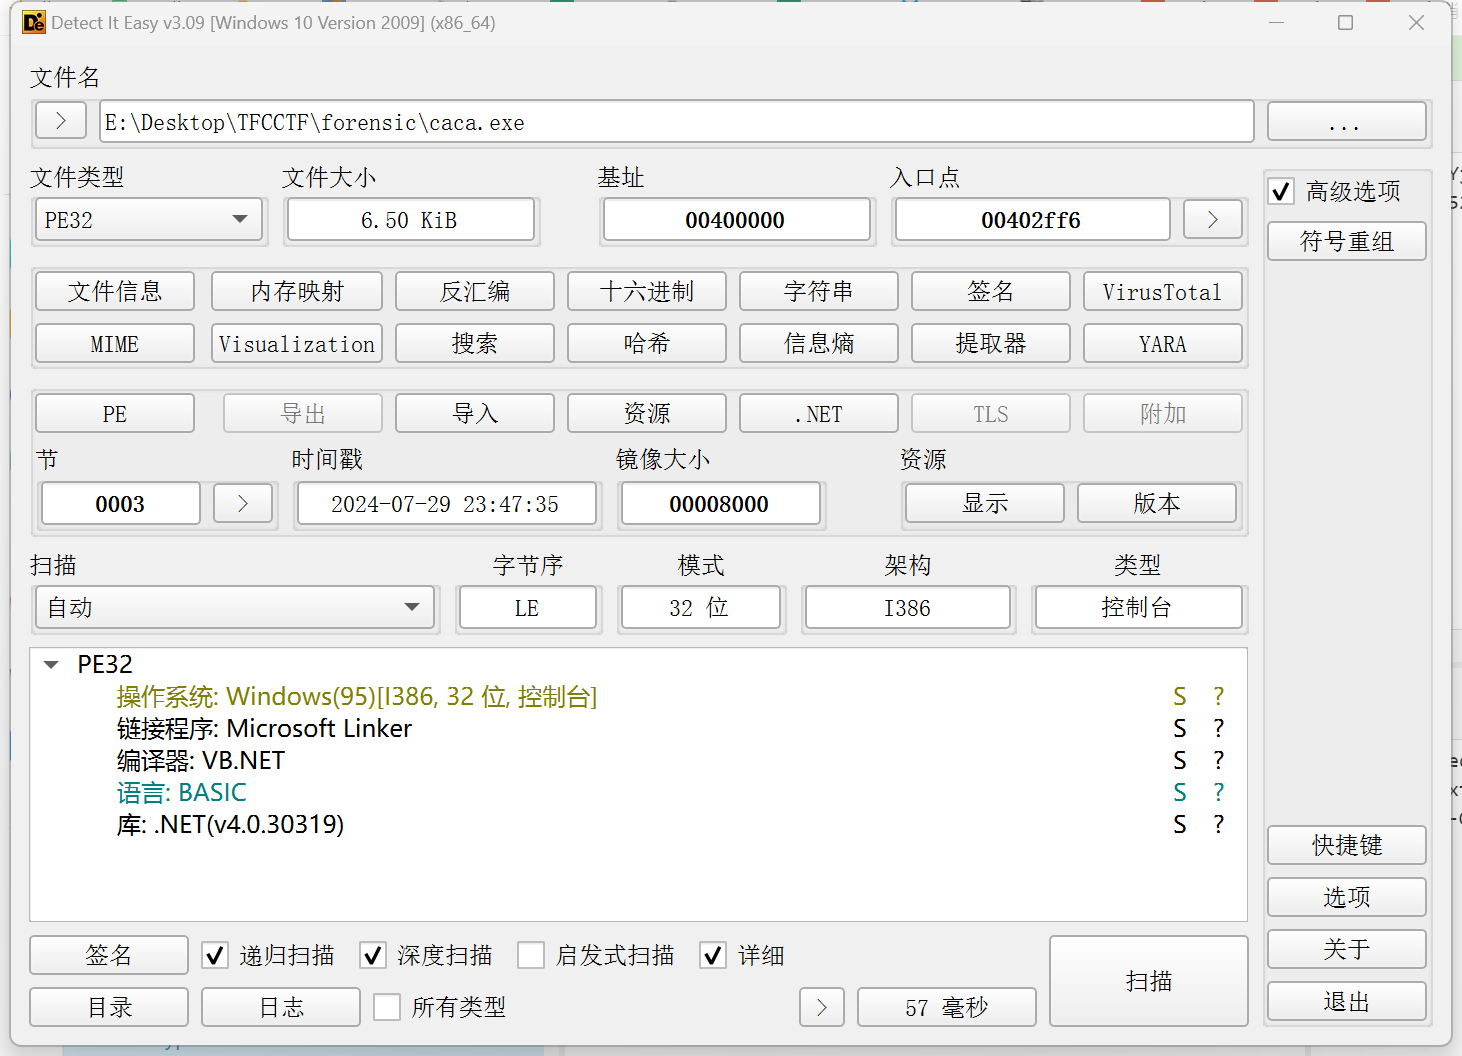 Detect It Easy v3.09 [Windows 10 Version 2009] (x86_64)
文件名
> E:\Desktop\TFCCTF\forensic\caca.exe ...
文件类型 文件大小 基址 入口点
PE32 6.50 KiB 00400000 00402ff6 >
高级选项
符号重组
文件信息 内存映射 反汇编 十六进制 字符串 签名 VirusTotal
MIME Visualization 搜索 哈希 信息熵 提取器 YARA
PE 导出 导入 资源 .NET TLS 附加
节 时间戳 镜像大小 资源
0003 > 2024-07-29 23:47:35 00008000 显示 版本
扫描 字节序 模式 架构 类型
自动 LE 32 位 I386 控制台
PE32
操作系统: Windows(95)[I386, 32 位, 控制台] S ?
链接程序: Microsoft Linker S ?
编译器: VB.NET S ?
语言: BASIC S ?
库: .NET(v4.0.30319) S ?
快捷键
选项
关于
退出
签名 递归扫描 深度扫描 启发式扫描 详细
扫描
目录 日志 所有类型 > 57 毫秒